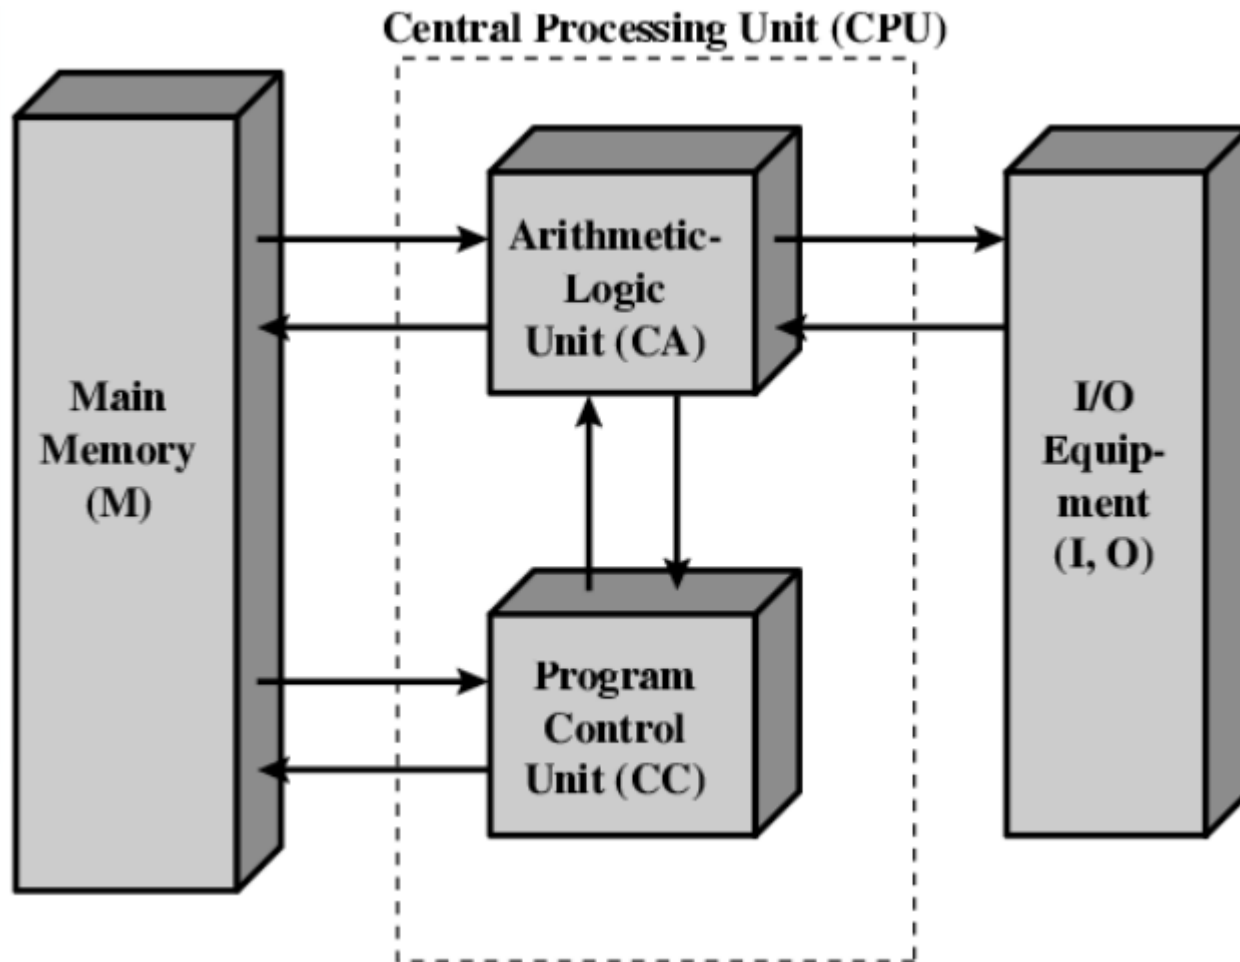 Central Processing Unit (CPU)
Arithmetic-
Logic
Unit (CA)
Main
Memory
(M)
I/O
Equip-
ment
(I, O)
Program
Control
Unit (CC)